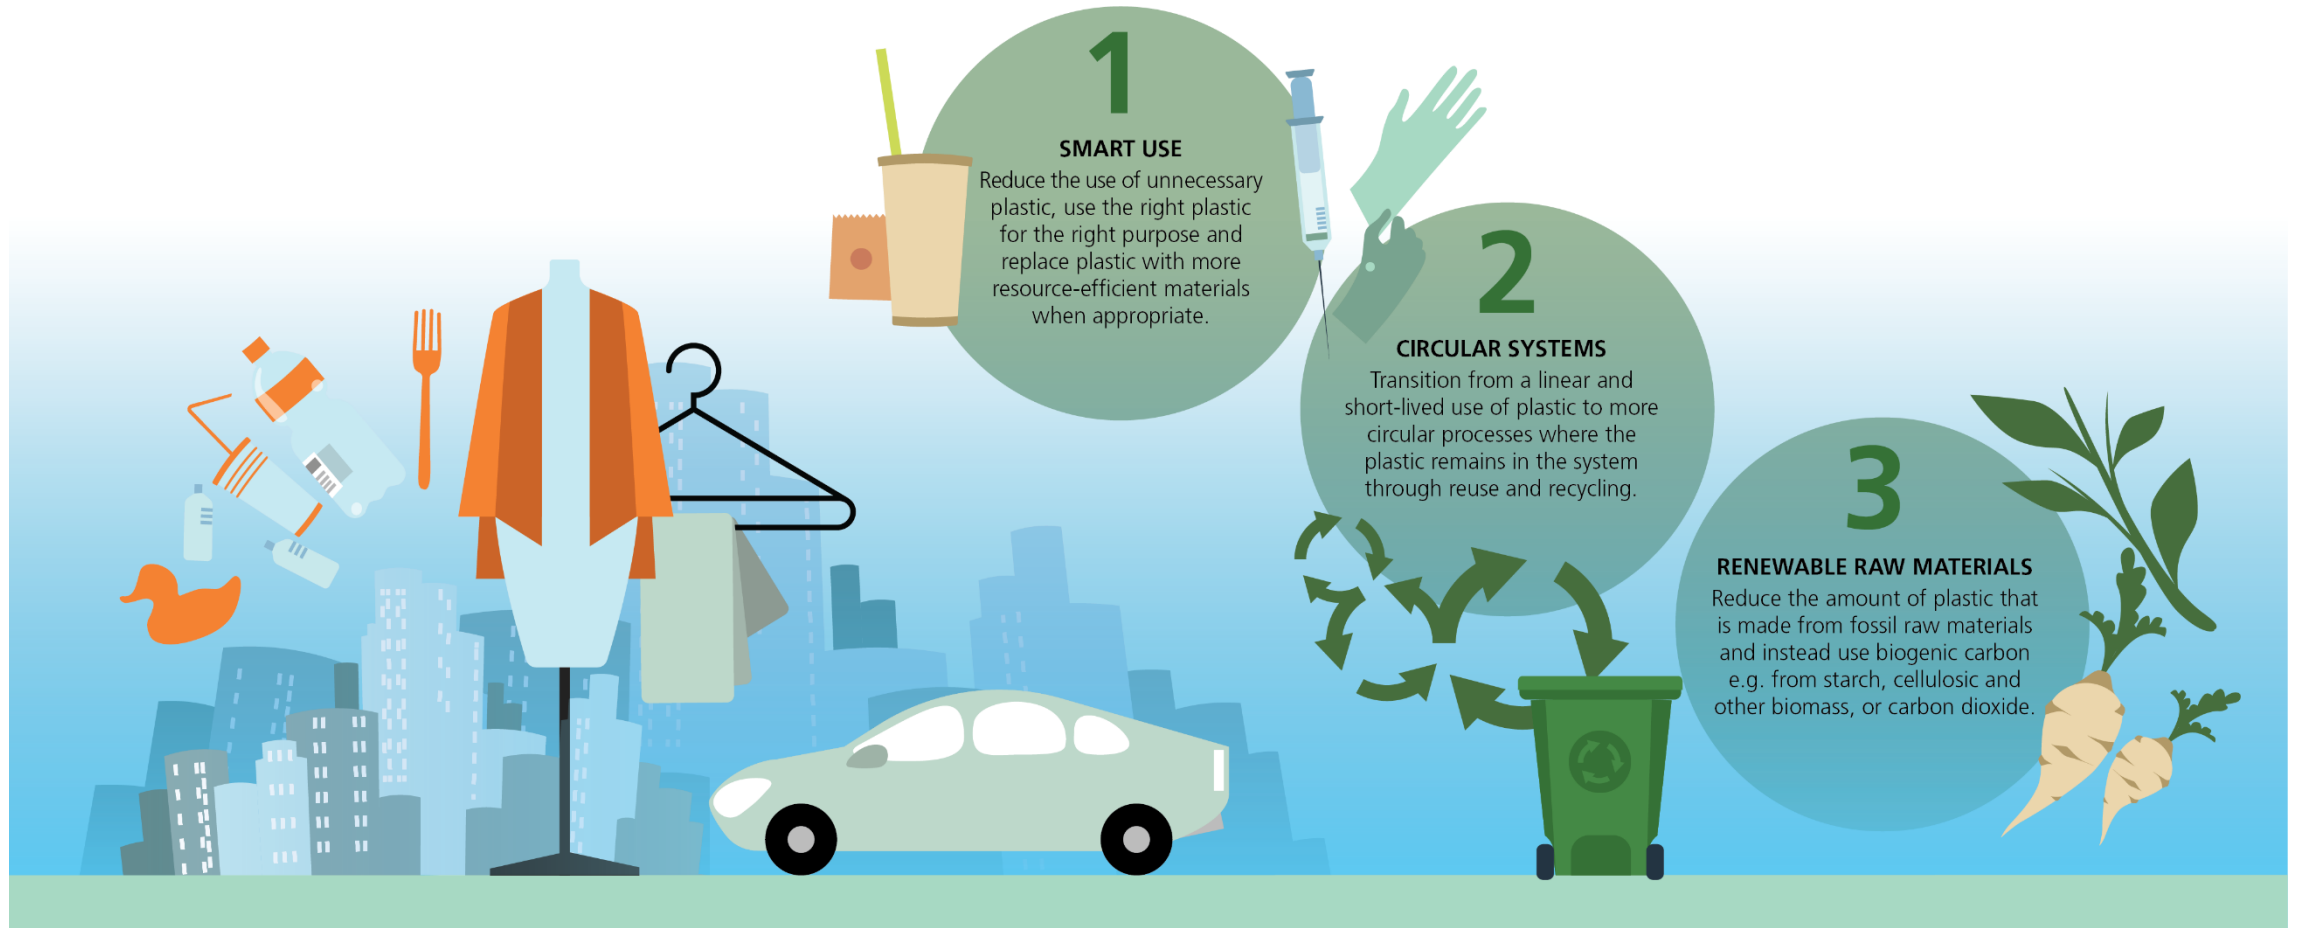 1
SMART USE
Reduce the use of unnecessary
plastic, use the right plastic
for the right purpose and
replace plastic with more
resource-efficient materials
when appropriate.
2
CIRCULAR SYSTEMS
Transition from a linear and
short-lived use of plastic to more
circular processes where the
plastic remains in the system
through reuse and recycling.
3
RENEWABLE RAW MATERIALS
Reduce the amount of plastic that
is made from fossil raw materials
and instead use biogenic carbon
e.g. from starch, cellulosic and
other biomass, or carbon dioxide.